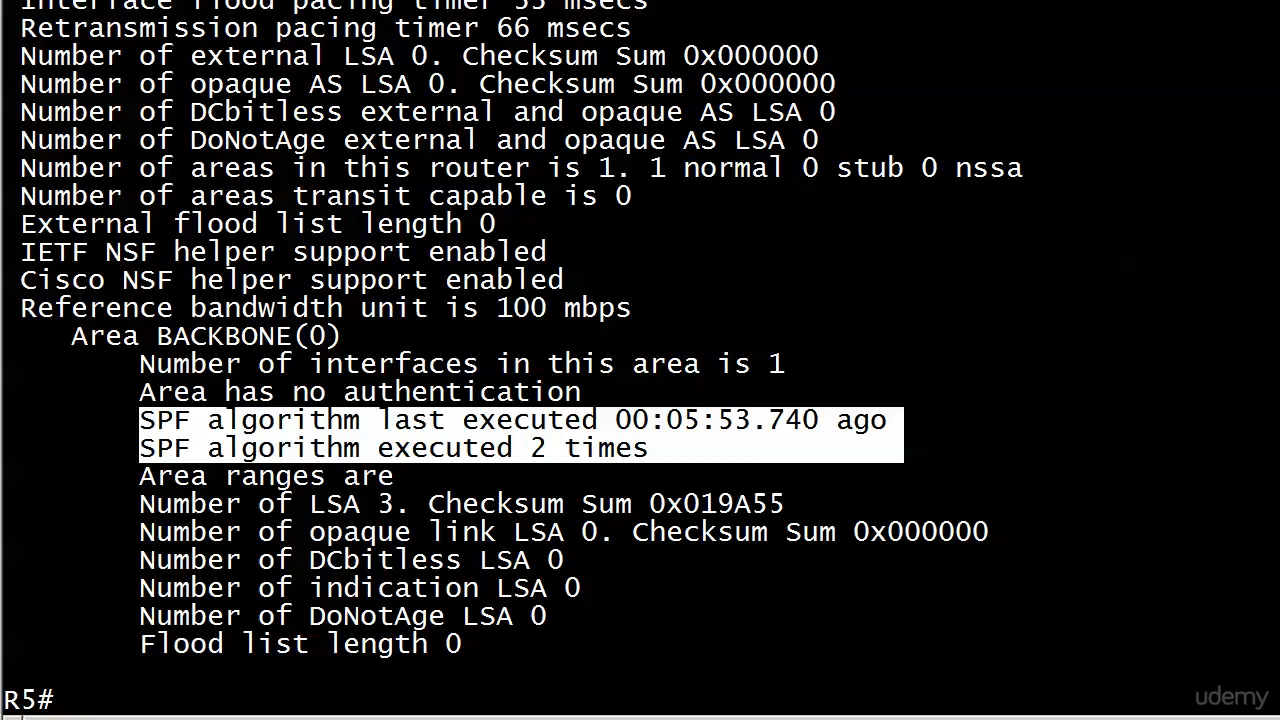 Interface flood pacing timer 33 msecs
Retransmission pacing timer 66 msecs
Number of external LSA 0. Checksum Sum 0x000000
Number of opaque AS LSA 0. Checksum Sum 0x000000
Number of DCbitless external and opaque AS LSA 0
Number of DoNotAge external and opaque AS LSA 0
Number of areas in this router is 1. 1 normal 0 stub 0 nssa
Number of areas transit capable is 0
External flood list length 0
IETF NSF helper support enabled
Cisco NSF helper support enabled
Reference bandwidth unit is 100 mbps
Area BACKBONE(0)
Number of interfaces in this area is 1
Area has no authentication
SPF algorithm last executed 00:05:53.740 ago
SPF algorithm executed 2 times
Area ranges are
Number of LSA 3. Checksum Sum 0x019A55
Number of opaque link LSA 0. Checksum Sum 0x000000
Number of DCbitless LSA 0
Number of indication LSA 0
Number of DoNotAge LSA 0
Flood list length 0
R5#
udemy